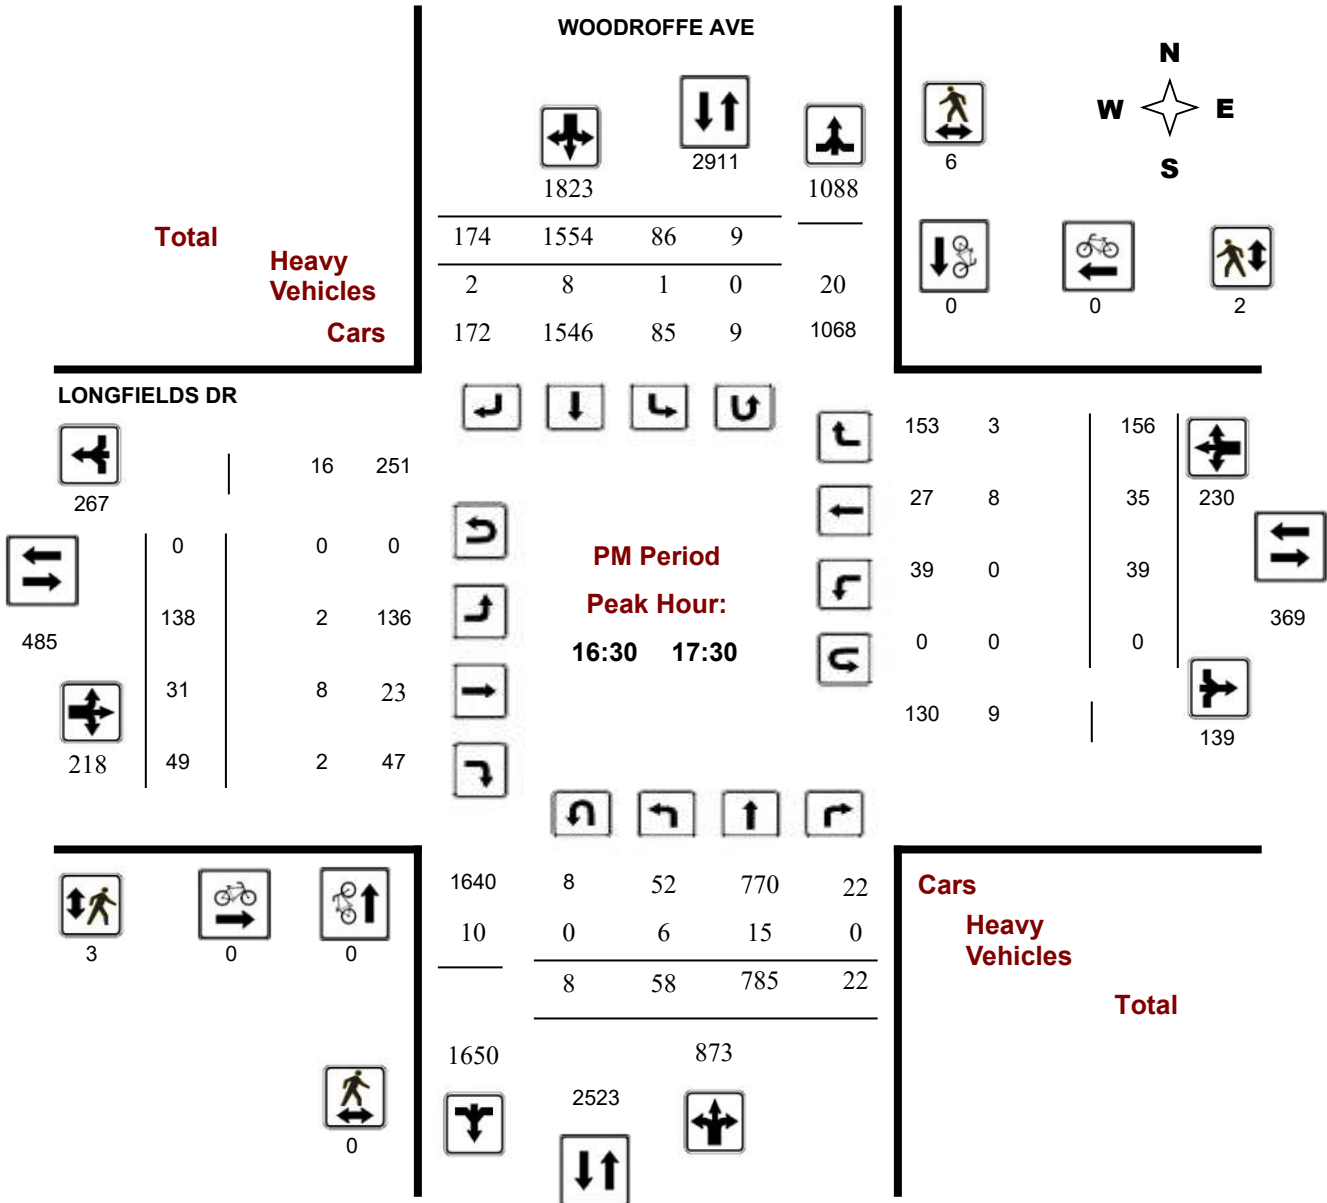 WOODROFFE AVE
N
W E
S
2911
6
1823 1088
Total 174 1554 86 9
Heavy
Vehicles 2 8 1 0 20
0 0 2
Cars 172 1546 85 9 1068
LONGFIELDS DR
153 3 156
16 251
267
27 8 35 230
0 0 0
PM Period
39 0 39
Peak Hour:
138 2 136 369
485 16:30 17:30 0 0 0
31 8 23
130 9
139
218 49 2 47
1640 8 52 770 22 Cars
10 0 6 15 0 Heavy
Vehicles
3 0 0
8 58 785 22
Total
1650 873
2523
0